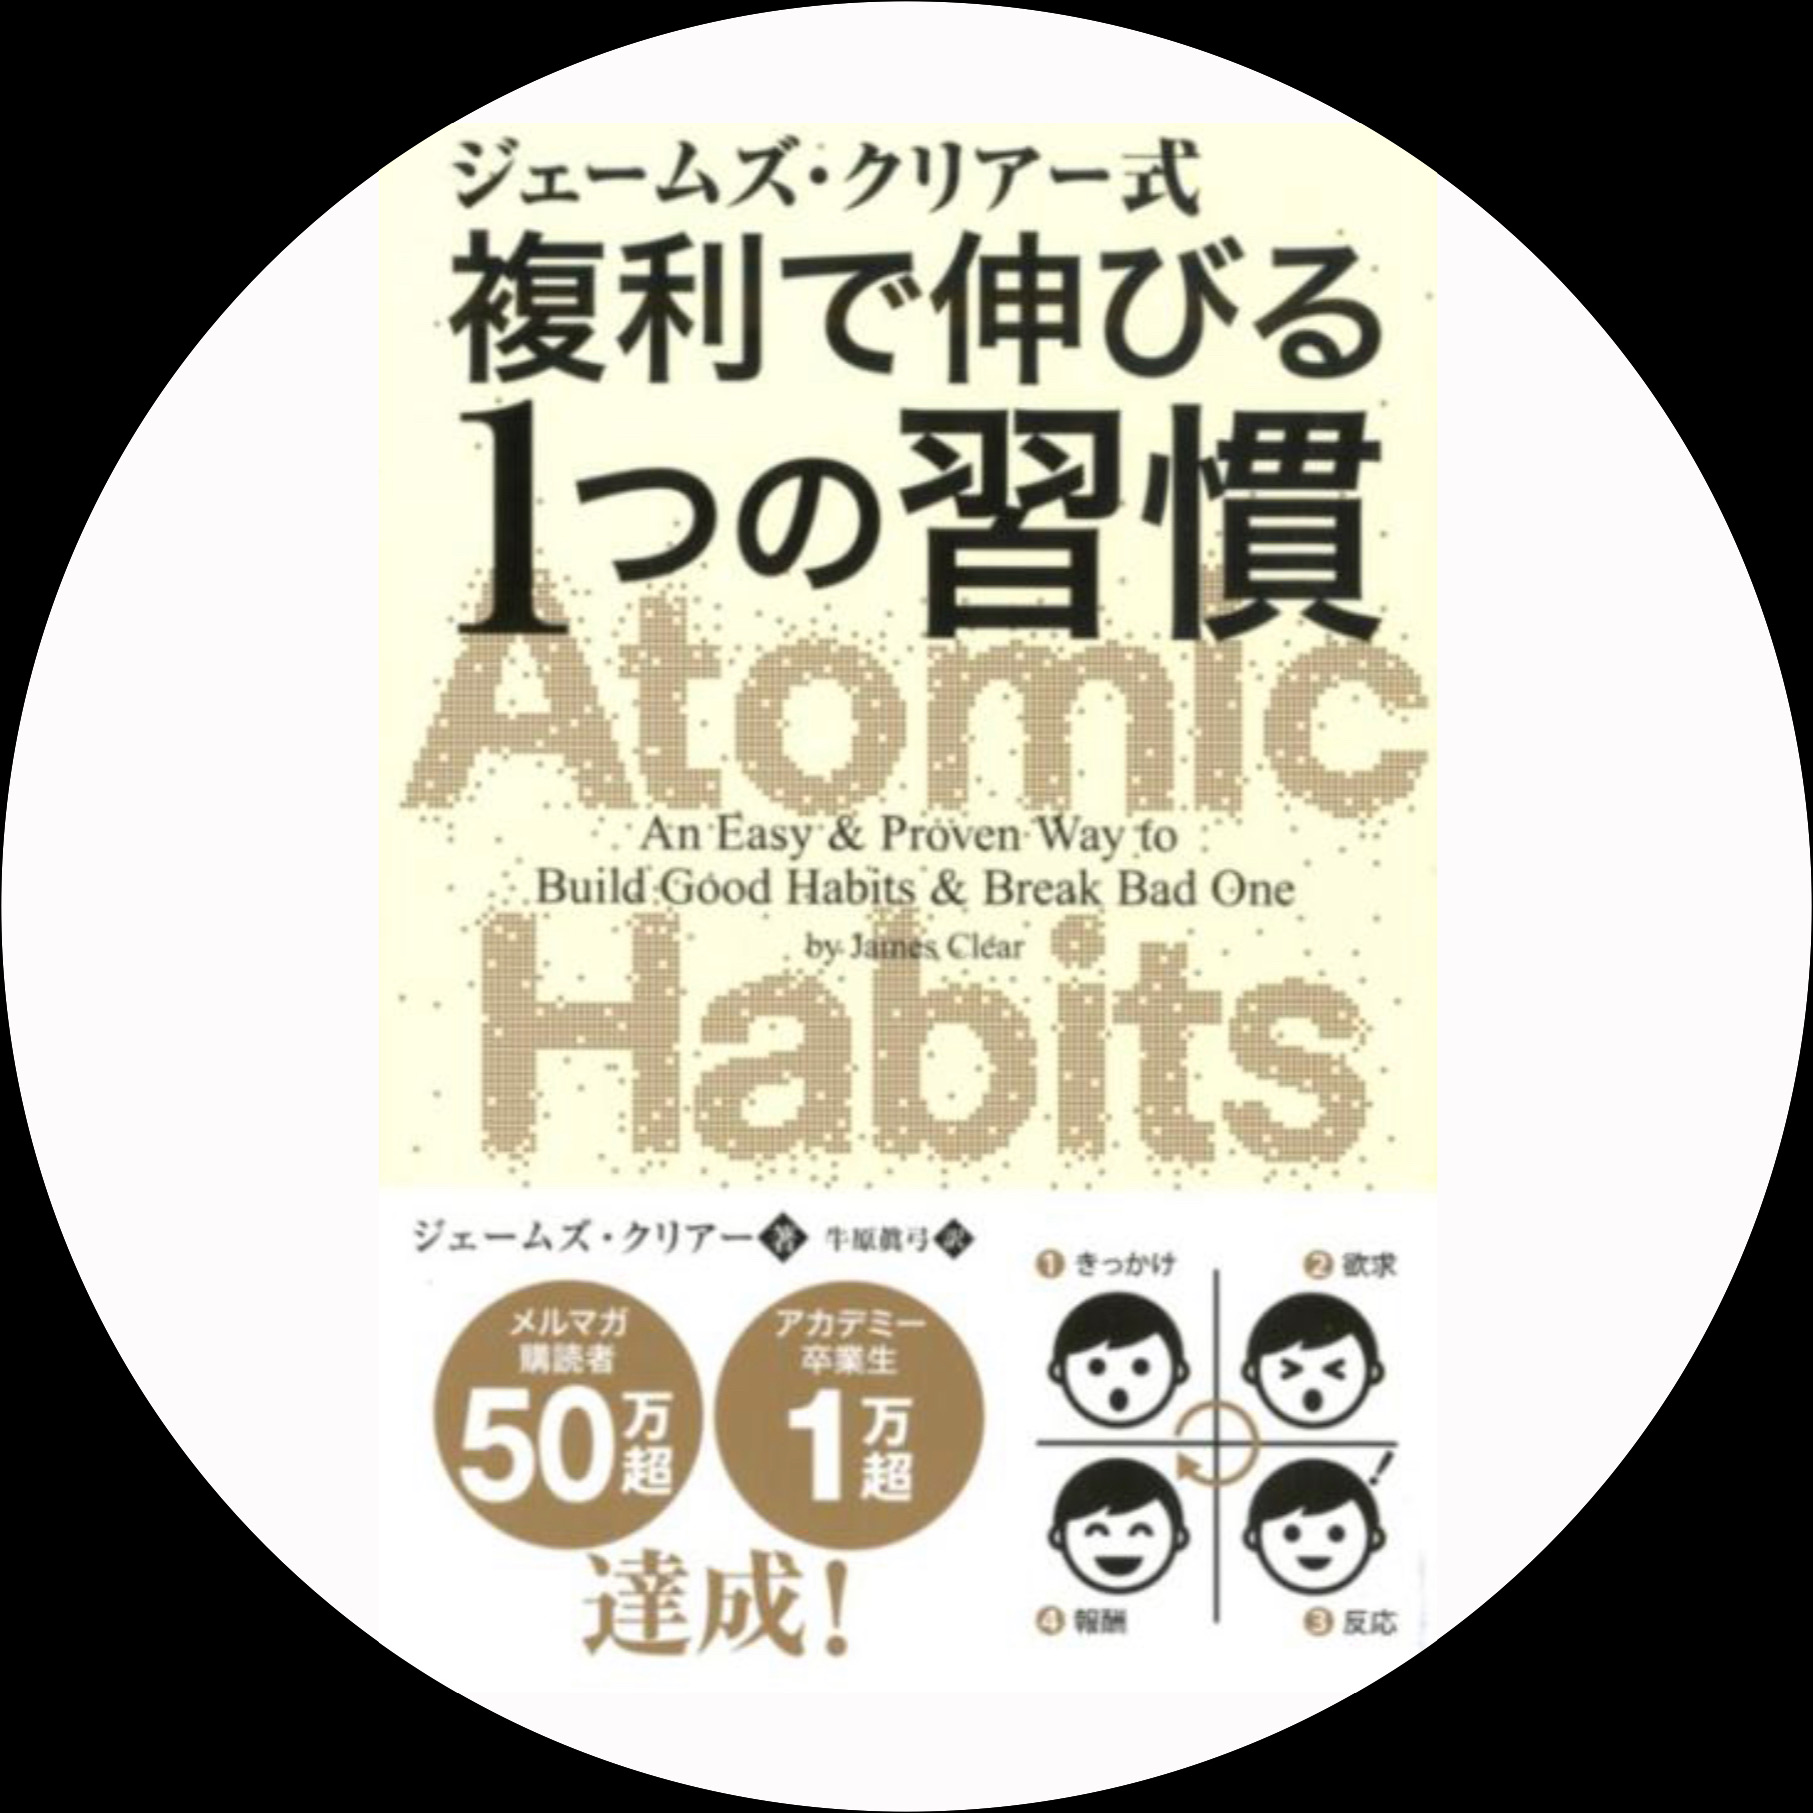 ジェームズ・クリアー式
複利で伸びる
1つの習慣
Atomic
An Easy & Proven Way to
Build Good Habits & Break Bad One
by James Clear
Habits
ジェームズ・クリアー 著 牛原眞弓 訳
メルマガ
購読者
50万超
アカデミー
卒業生
1万超
達成!
1 きっかけ
2 欲求
!
4 報酬
3 反応